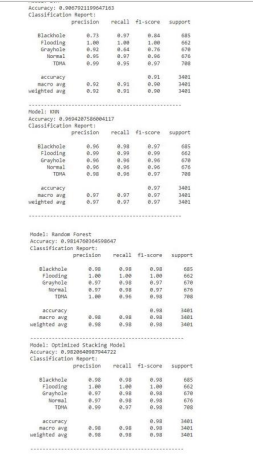 Accuracy: 0.9067921199647163
Classification Report:
precision recall f1-score support
Blackhole 0.73 0.97 0.84 685
Flooding 1.00 1.00 1.00 662
Grayhole 0.92 0.64 0.76 670
Normal 0.95 0.97 0.96 676
TDMA 0.99 0.95 0.97 708
accuracy 0.91 3401
macro avg 0.92 0.91 0.90 3401
weighted avg 0.92 0.91 0.90 3401
------------------------------------------------------
Model: KNN
Accuracy: 0.9694207586004117
Classification Report:
precision recall f1-score support
Blackhole 0.96 0.98 0.97 685
Flooding 0.99 0.99 0.99 662
Grayhole 0.96 0.96 0.96 670
Normal 0.96 0.96 0.96 676
TDMA 0.98 0.96 0.97 708
accuracy 0.97 3401
macro avg 0.97 0.97 0.97 3401
weighted avg 0.97 0.97 0.97 3401
------------------------------------------------------
Model: Random Forest
Accuracy: 0.9814760364598647
Classification Report:
precision recall f1-score support
Blackhole 0.98 0.98 0.98 685
Flooding 1.00 1.00 1.00 662
Grayhole 0.97 0.98 0.97 670
Normal 0.97 0.98 0.97 676
TDMA 1.00 0.96 0.98 708
accuracy 0.98 3401
macro avg 0.98 0.98 0.98 3401
weighted avg 0.98 0.98 0.98 3401
------------------------------------------------------
Model: Optimized Stacking Model
Accuracy: 0.9820640987044722
Classification Report:
precision recall f1-score support
Blackhole 0.98 0.98 0.98 685
Flooding 1.00 1.00 1.00 662
Grayhole 0.97 0.98 0.97 670
Normal 0.97 0.98 0.97 676
TDMA 0.99 0.97 0.98 708
accuracy 0.98 3401
macro avg 0.98 0.98 0.98 3401
weighted avg 0.98 0.98 0.98 3401
------------------------------------------------------